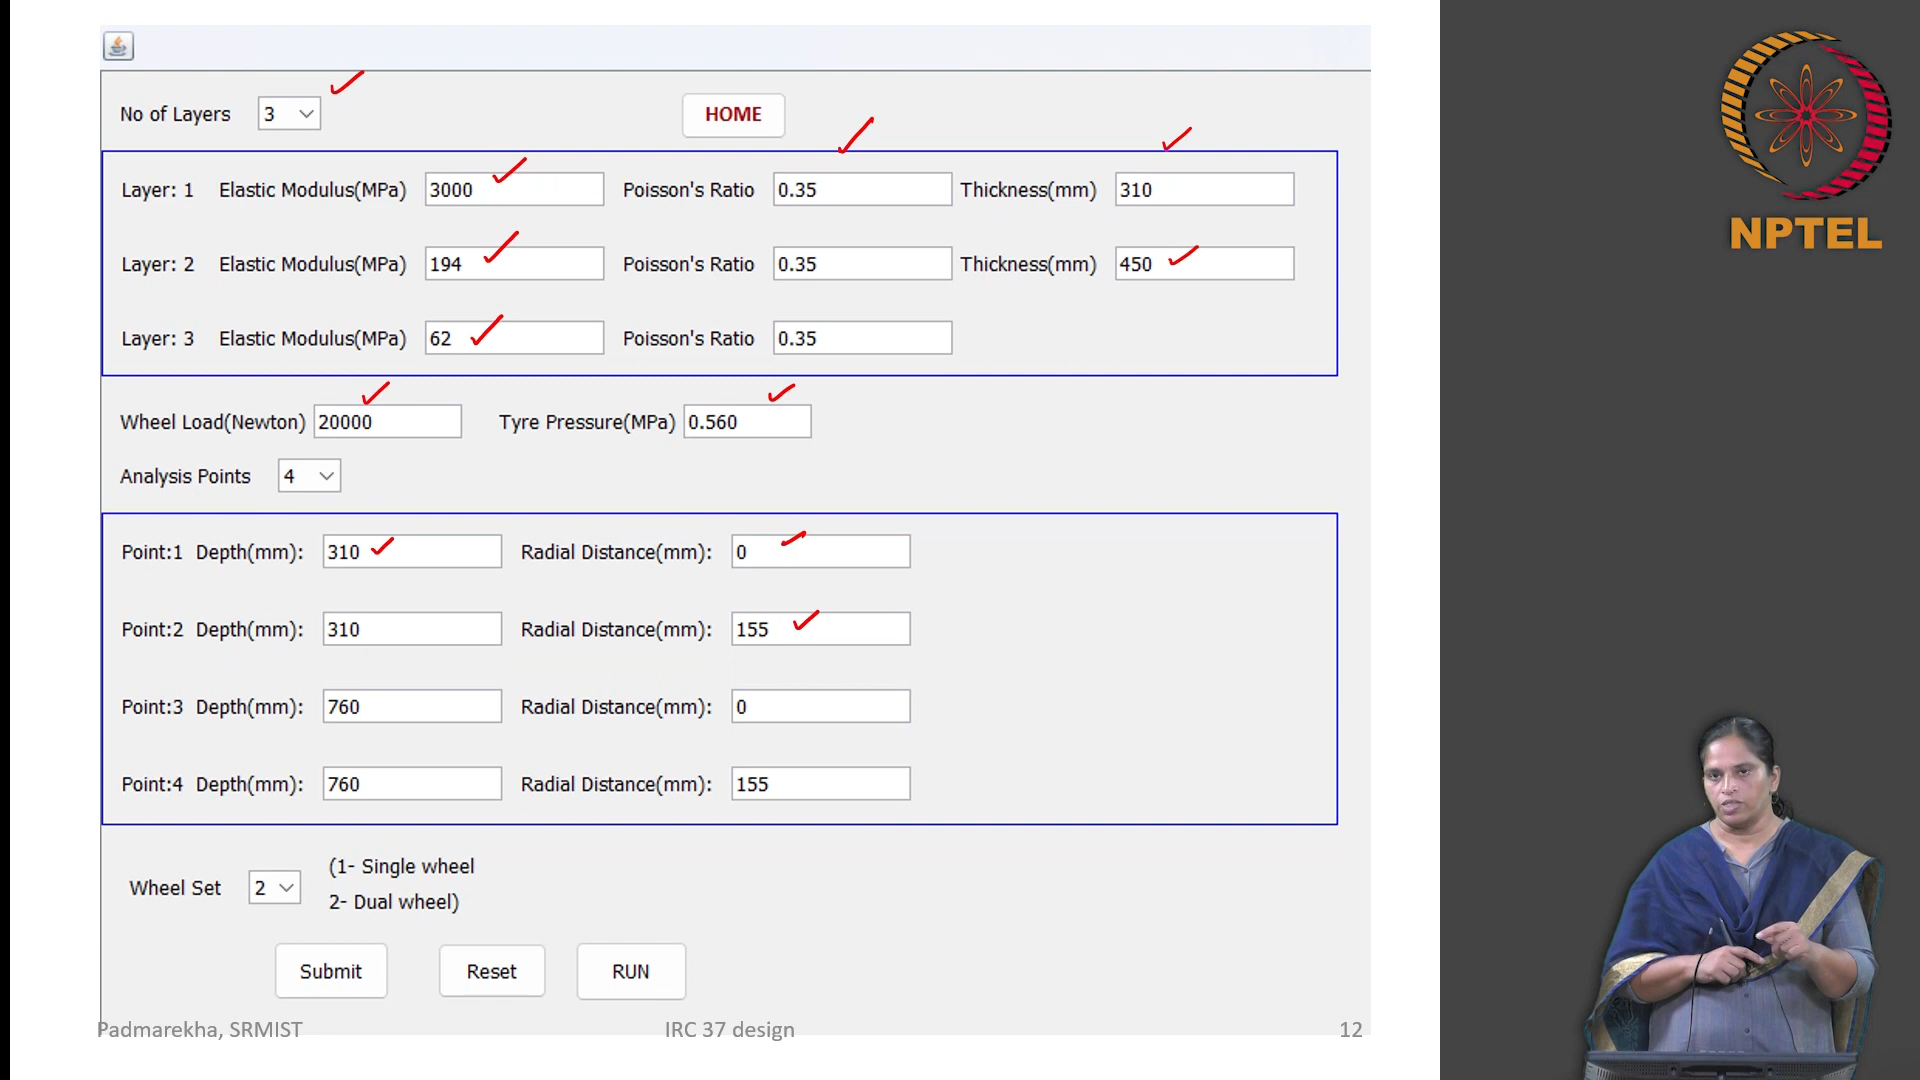 No of Layers 3 HOME
Layer: 1 Elastic Modulus(MPa) 3000 Poisson's Ratio 0.35 Thickness(mm) 310
Layer: 2 Elastic Modulus(MPa) 194 Poisson's Ratio 0.35 Thickness(mm) 450
Layer: 3 Elastic Modulus(MPa) 62 Poisson's Ratio 0.35
Wheel Load(Newton) 20000 Tyre Pressure(MPa) 0.560
Analysis Points 4
Point:1 Depth(mm): 310 Radial Distance(mm): 0
Point:2 Depth(mm): 310 Radial Distance(mm): 155
Point:3 Depth(mm): 760 Radial Distance(mm): 0
Point:4 Depth(mm): 760 Radial Distance(mm): 155
Wheel Set 2 (1- Single wheel
2- Dual wheel)
Submit Reset RUN
Padmarekha, SRMIST IRC 37 design 12
NPTEL